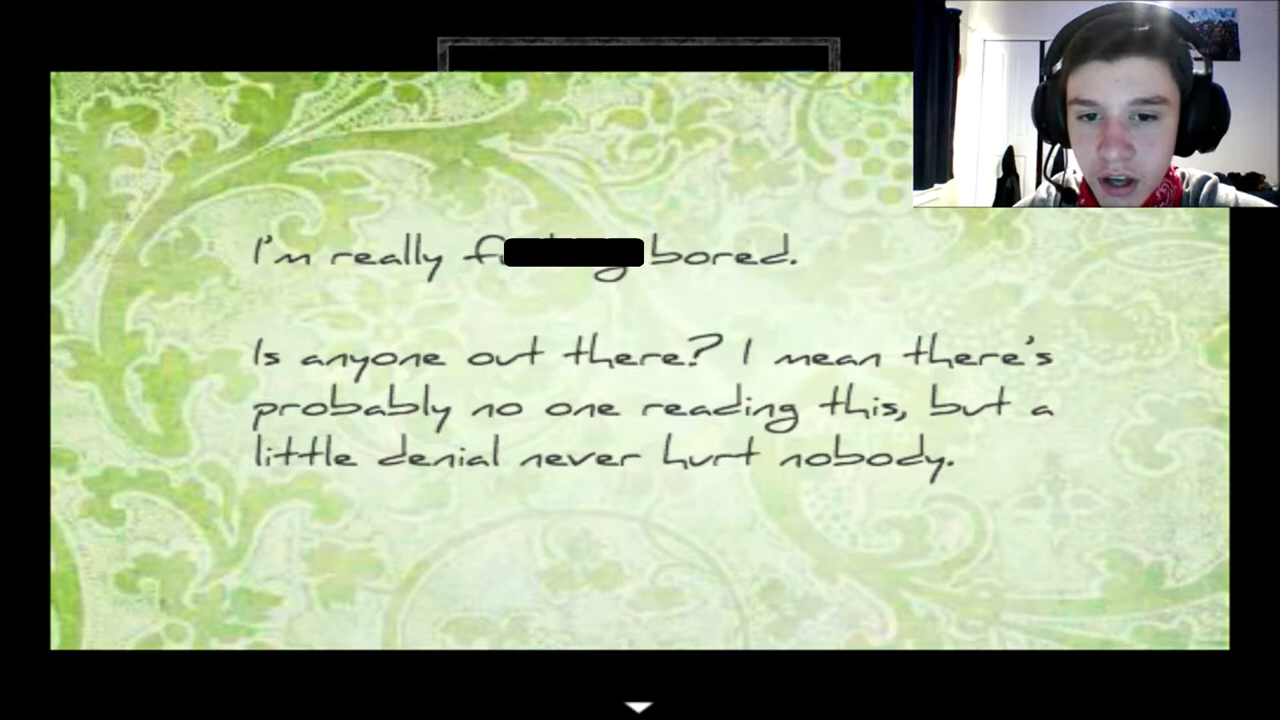 I'm really bored.
Is anyone out there? I mean there's
probably no one reading this, but a
little denial never hurt nobody.